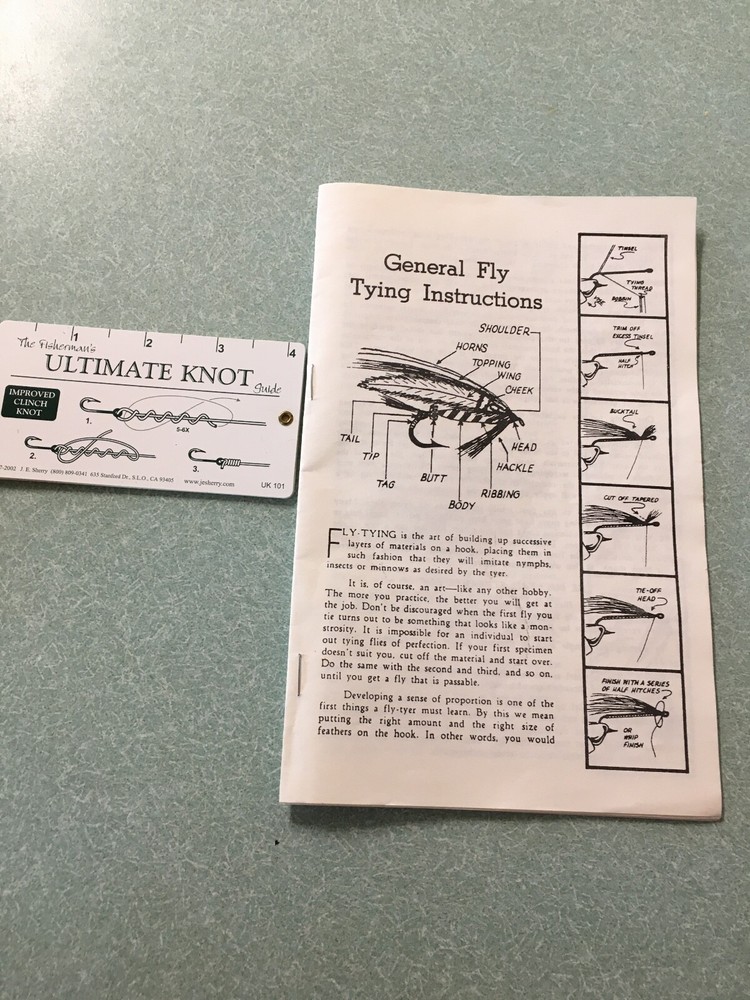 1 2 3 4
The Fisherman's
ULTIMATE KNOT
Guide
IMPROVED
CLINCH
KNOT
1.
5-6X
2.
3.
7-2002 J. E. Sherry (800) 809-0341 635 Stanford Dr., S.L.O., CA 93405 www.jesherry.com UK 101
General Fly
Tying Instructions
SHOULDER
HORNS
TOPPING
WING
CHEEK
TAIL
TIP
TAG
BUTT
BODY
RIBBING
HACKLE
HEAD
FLY-TYING is the art of building up successive
layers of materials on a hook, placing them in
such fashion that they will imitate nymphs,
insects or minnows as desired by the tyer.
It is, of course, an art—like any other hobby.
The more you practice, the better you will get at
the job. Don't be discouraged when the first fly you
tie turns out to be something that looks like a mon-
strosity. It is impossible for an individual to start
out tying flies of perfection. If your first specimen
doesn't suit you, cut off the material and start over.
Do the same with the second and third, and so on,
until you get a fly that is passable.
Developing a sense of proportion is one of the
first things a fly-tyer must learn. By this we mean
putting the right amount and the right size of
feathers on the hook. In other words, you would
TINSEL
TYING
THREAD
BOBBIN
TRIM OFF
EXCESS TINSEL
HALF
HITCH
BUCKTAIL
CUT OFF TAPERED
TIE-OFF
HEAD
FINISH WITH A SERIES
OF HALF HITCHES
OR
WHIP
FINISH